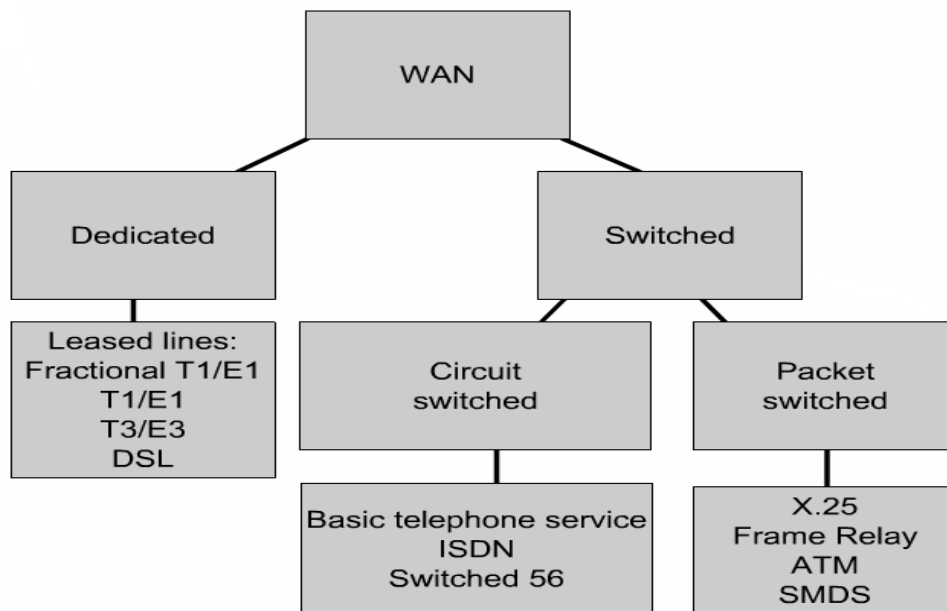 WAN
Dedicated
Switched
Leased lines:
Fractional T1/E1
T1/E1
T3/E3
DSL
Circuit
switched
Packet
switched
Basic telephone service
ISDN
Switched 56
X.25
Frame Relay
ATM
SMDS